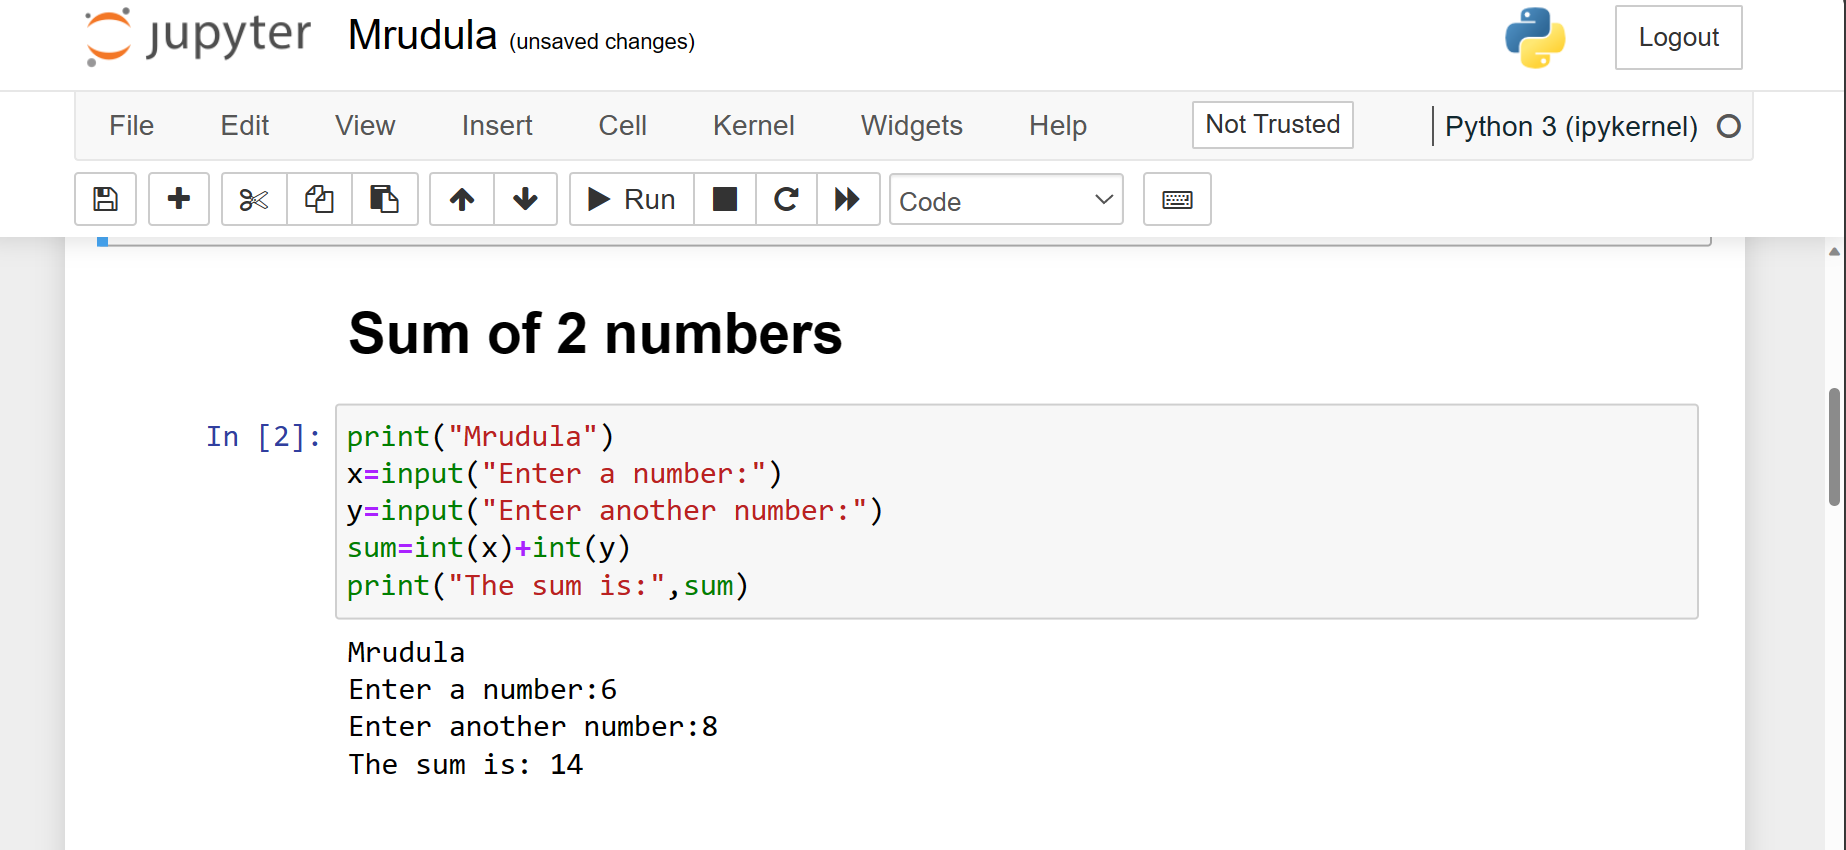 jupyter Mrudula (unsaved changes)
Logout
File Edit View Insert Cell Kernel Widgets Help Not Trusted Python 3 (ipykernel)
Run Code
Sum of 2 numbers
In [2]: print("Mrudula")
x=input("Enter a number:")
y=input("Enter another number:")
sum=int(x)+int(y)
print("The sum is:",sum)
Mrudula
Enter a number:6
Enter another number:8
The sum is: 14